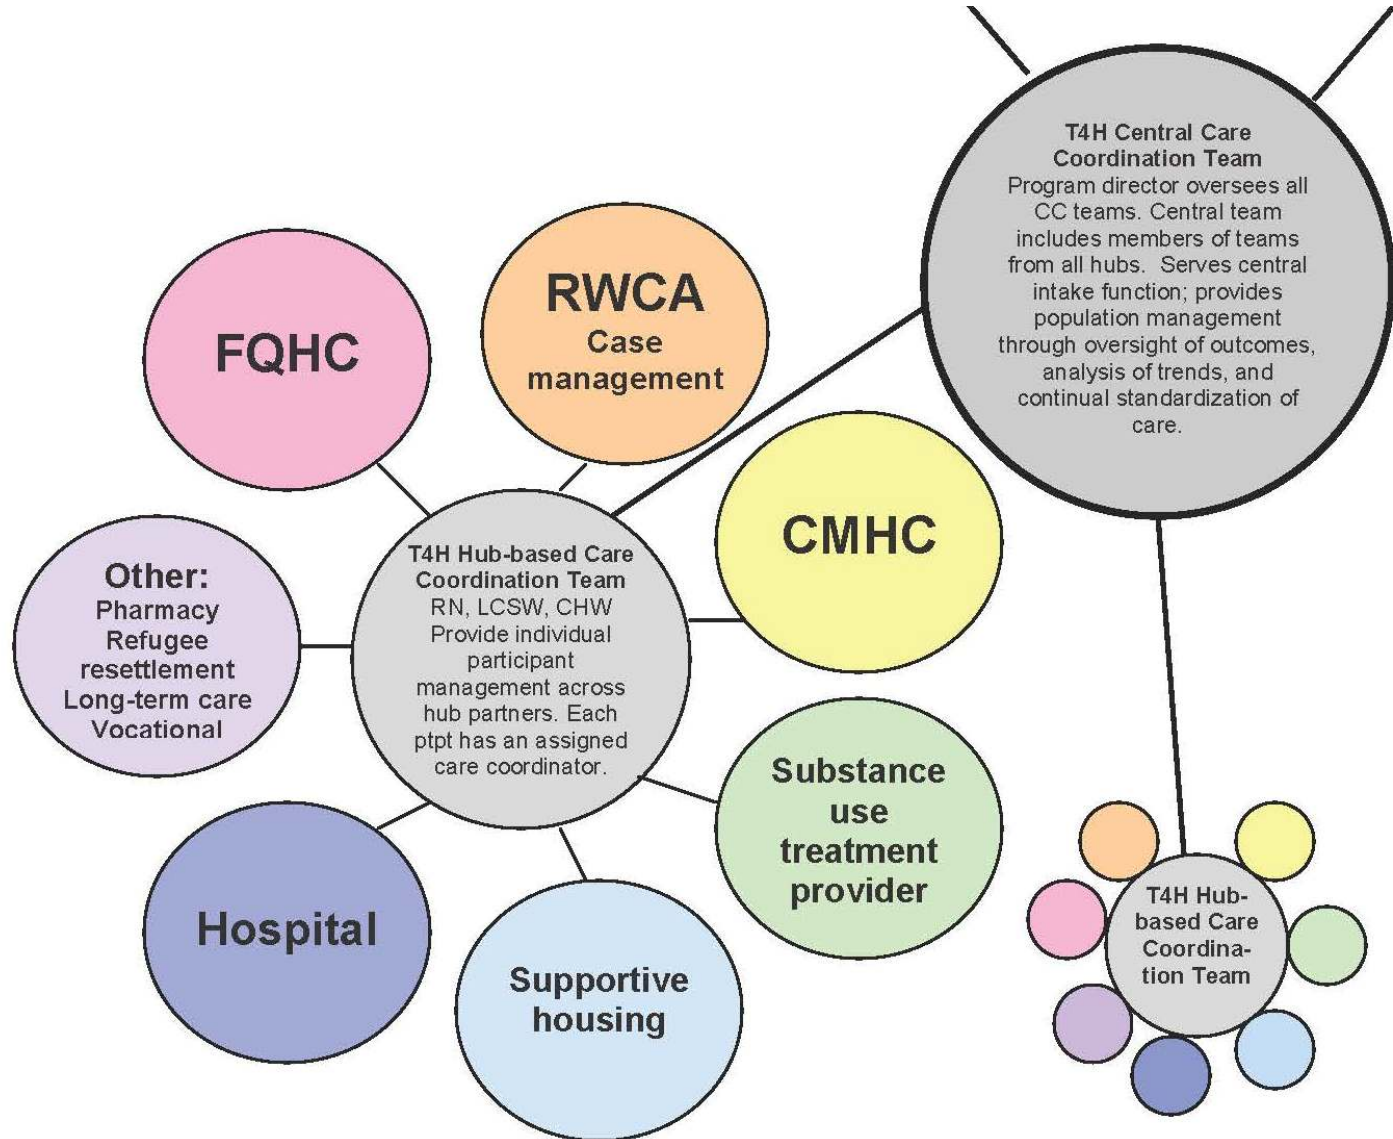 T4H Central Care
Coordination Team
Program director oversees all
CC teams. Central team
includes members of teams
from all hubs.  Serves central
intake function; provides
population management
through oversight of outcomes,
analysis of trends, and
continual standardization of
care.
RWCA
Case
management
FQHC
CMHC
T4H Hub-based Care
Coordination Team
RN, LCSW, CHW
Provide individual
participant
management across
hub partners. Each
ptpt has an assigned
care coordinator.
Other:
Pharmacy
Refugee
resettlement
Long-term care
Vocational
Substance
use
treatment
provider
Hospital
Supportive
housing
T4H Hub-
based Care
Coordina-
tion Team